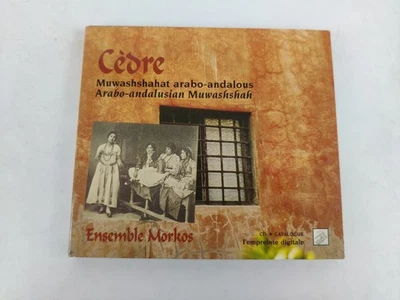 Cèdre
Muwashshahat arabo-andalous
Arabo-andalusian Muwashshah
Ensemble Morkos
CD + CATALOGUE
l'empreinte digitale